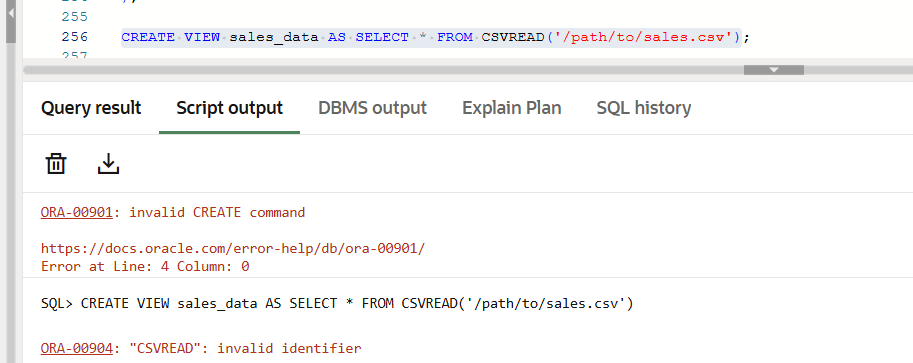 255
256 CREATE VIEW sales_data AS SELECT * FROM CSVREAD('/path/to/sales.csv');
257
Query result Script output DBMS output Explain Plan SQL history
ORA-00901: invalid CREATE command
https://docs.oracle.com/error-help/db/ora-00901/
Error at Line: 4 Column: 0
SQL> CREATE VIEW sales_data AS SELECT * FROM CSVREAD('/path/to/sales.csv')
ORA-00904: "CSVREAD": invalid identifier